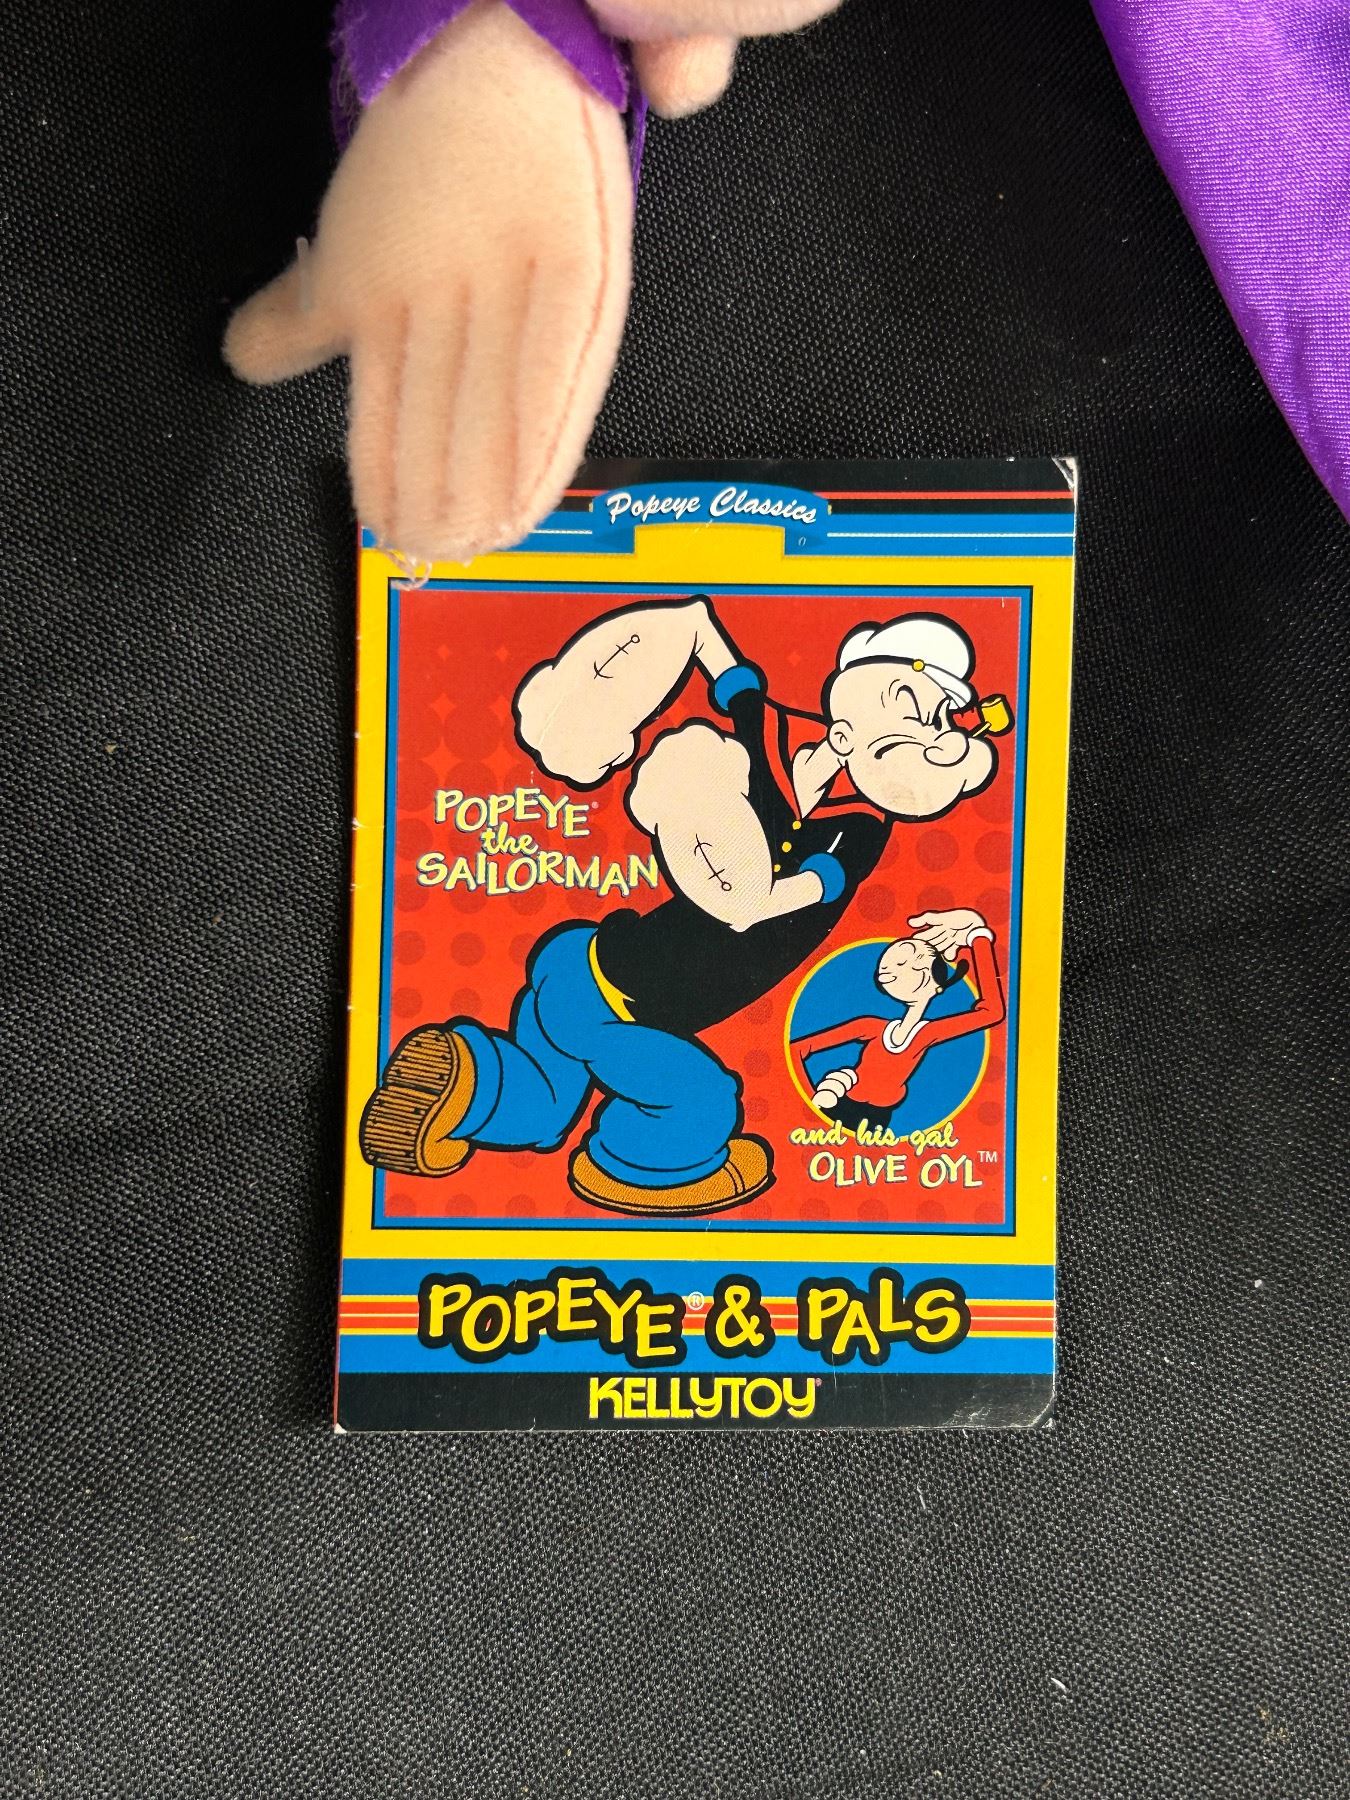 Popeye Classics
POPEYE®
the
SAILORMAN
and his gal
OLIVE OYL™
POPEYE® & PALS
KELLYTOY®